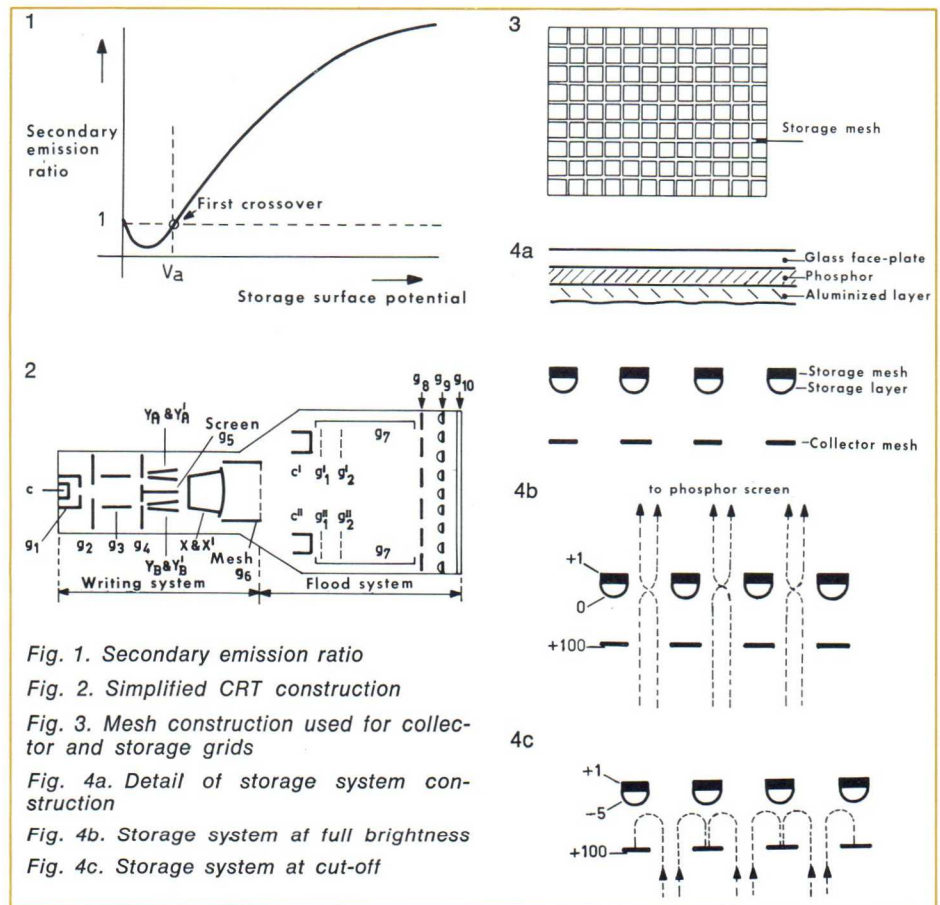 1
Secondary
emission
ratio
1
First crossover
Va
Storage surface potential
2
YA & Y'A
Screen
g5
g8 g9 g10
g7
c
c' g'1 g'2
c" g"1 g"2
g7
g1 g2 g3 g4
X & X'
Mesh
g6
YB & Y'B
Writing system
Flood system
Fig. 1. Secondary emission ratio
Fig. 2. Simplified CRT construction
Fig. 3. Mesh construction used for collec-
tor and storage grids
Fig. 4a. Detail of storage system con-
struction
Fig. 4b. Storage system af full brightness
Fig. 4c. Storage system at cut-off
3
Storage mesh
4a
Glass face-plate
Phosphor
Aluminized layer
Storage mesh
Storage layer
Collector mesh
4b
to phosphor screen
+1
0
+100
4c
+1
-5
+100